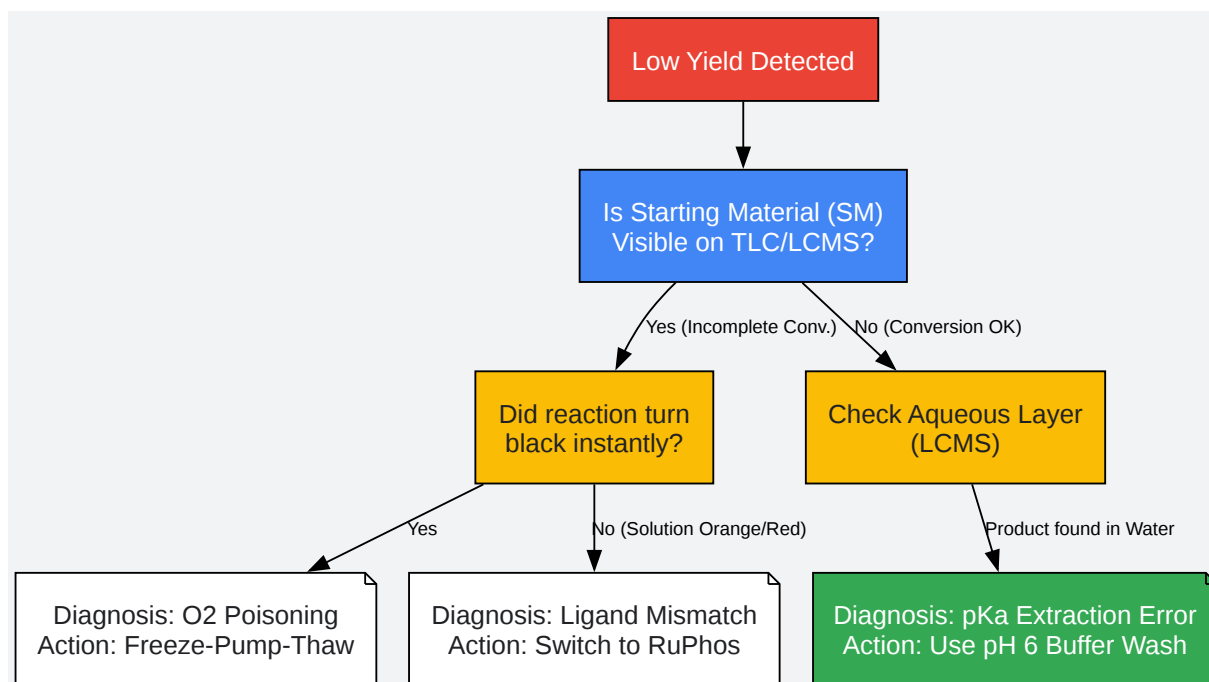 Low Yield Detected
Is Starting Material (SM)
Visible on TLC/LCMS?
Yes (Incomplete Conv.)
No (Conversion OK)
Did reaction turn
black instantly?
Check Aqueous Layer
(LCMS)
Yes
No (Solution Orange/Red)
Product found in Water
Diagnosis: O2 Poisoning
Action: Freeze-Pump-Thaw
Diagnosis: Ligand Mismatch
Action: Switch to RuPhos
Diagnosis: pKa Extraction Error
Action: Use pH 6 Buffer Wash